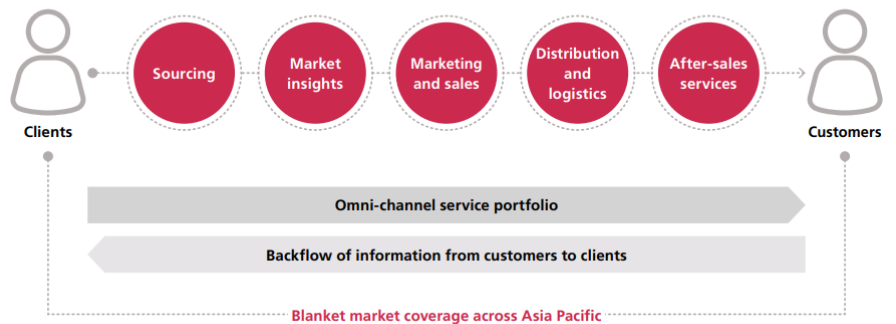 Sourcing
Market
insights
Marketing
and sales
Distribution
and
logistics
After-sales
services
Clients
Customers
Omni-channel service portfolio
Backflow of information from customers to clients
Blanket market coverage across Asia Pacific